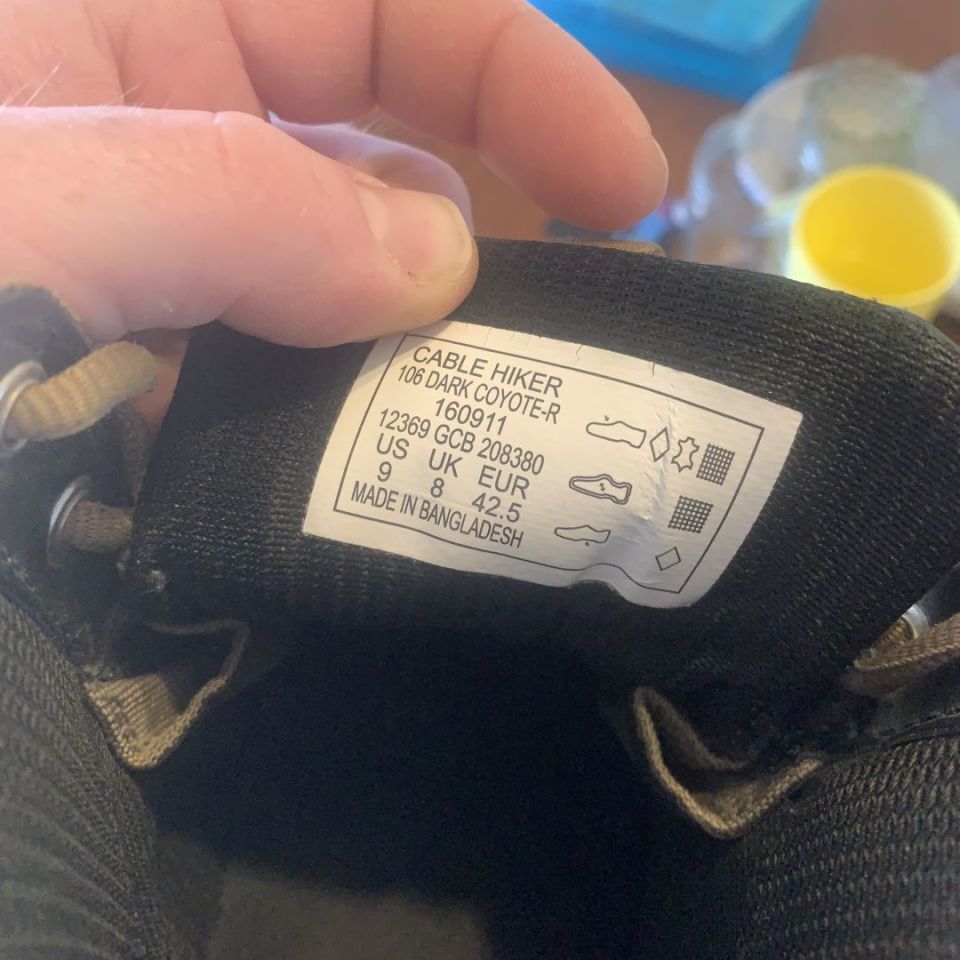 CABLE HIKER
106 DARK COYOTE-R
160911
12369 GCB 208380
US UK EUR
9 8 42.5
MADE IN BANGLADESH